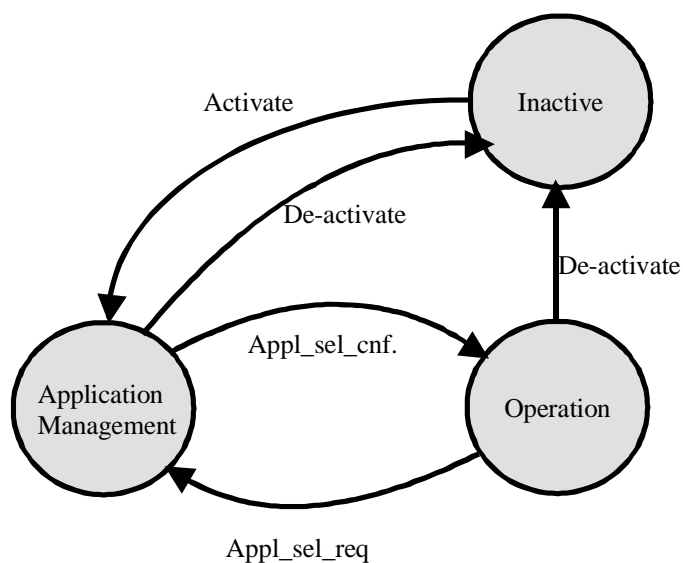 Activate
Inactive
De-activate
De-activate
Appl_sel_cnf.
Application
Management
Operation
Appl_sel_req